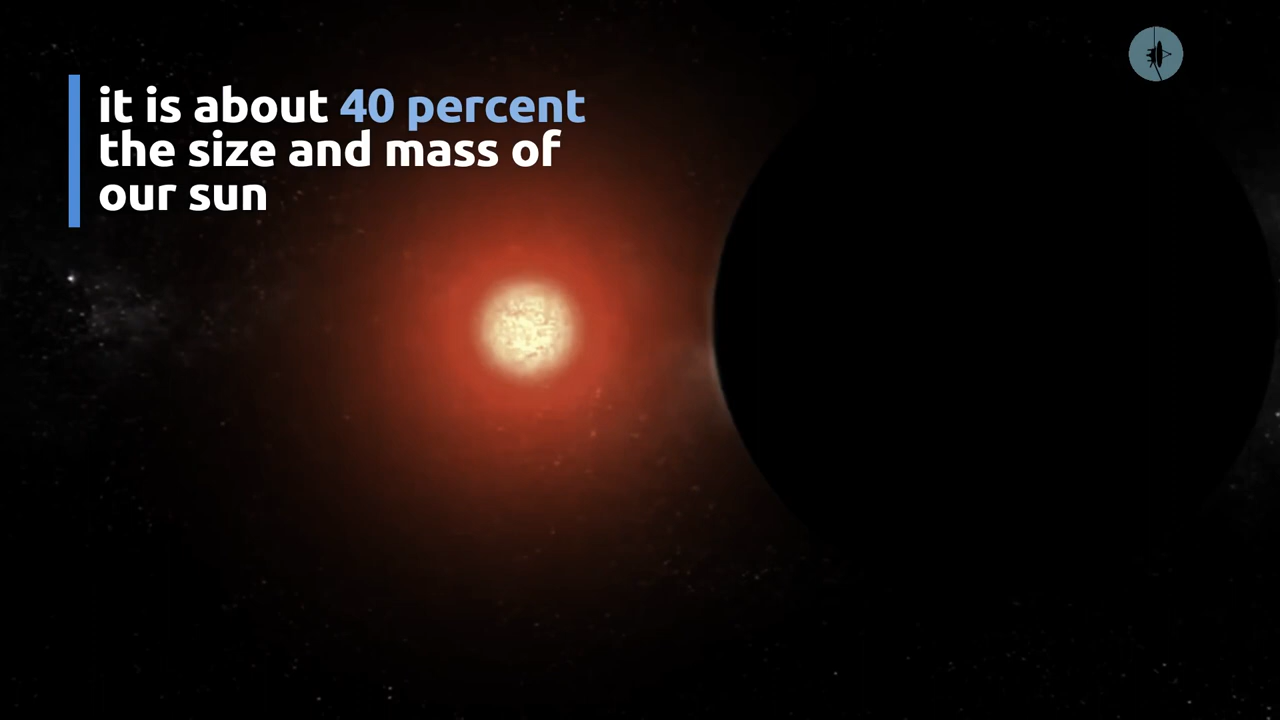 it is about 40 percent
the size and mass of
our sun